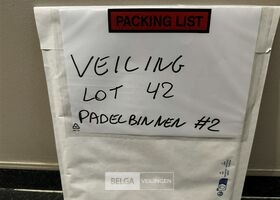 PACKING LIST
VEILING
LOT 42
PADELBINNEN #2
BELGA VEILINGEN